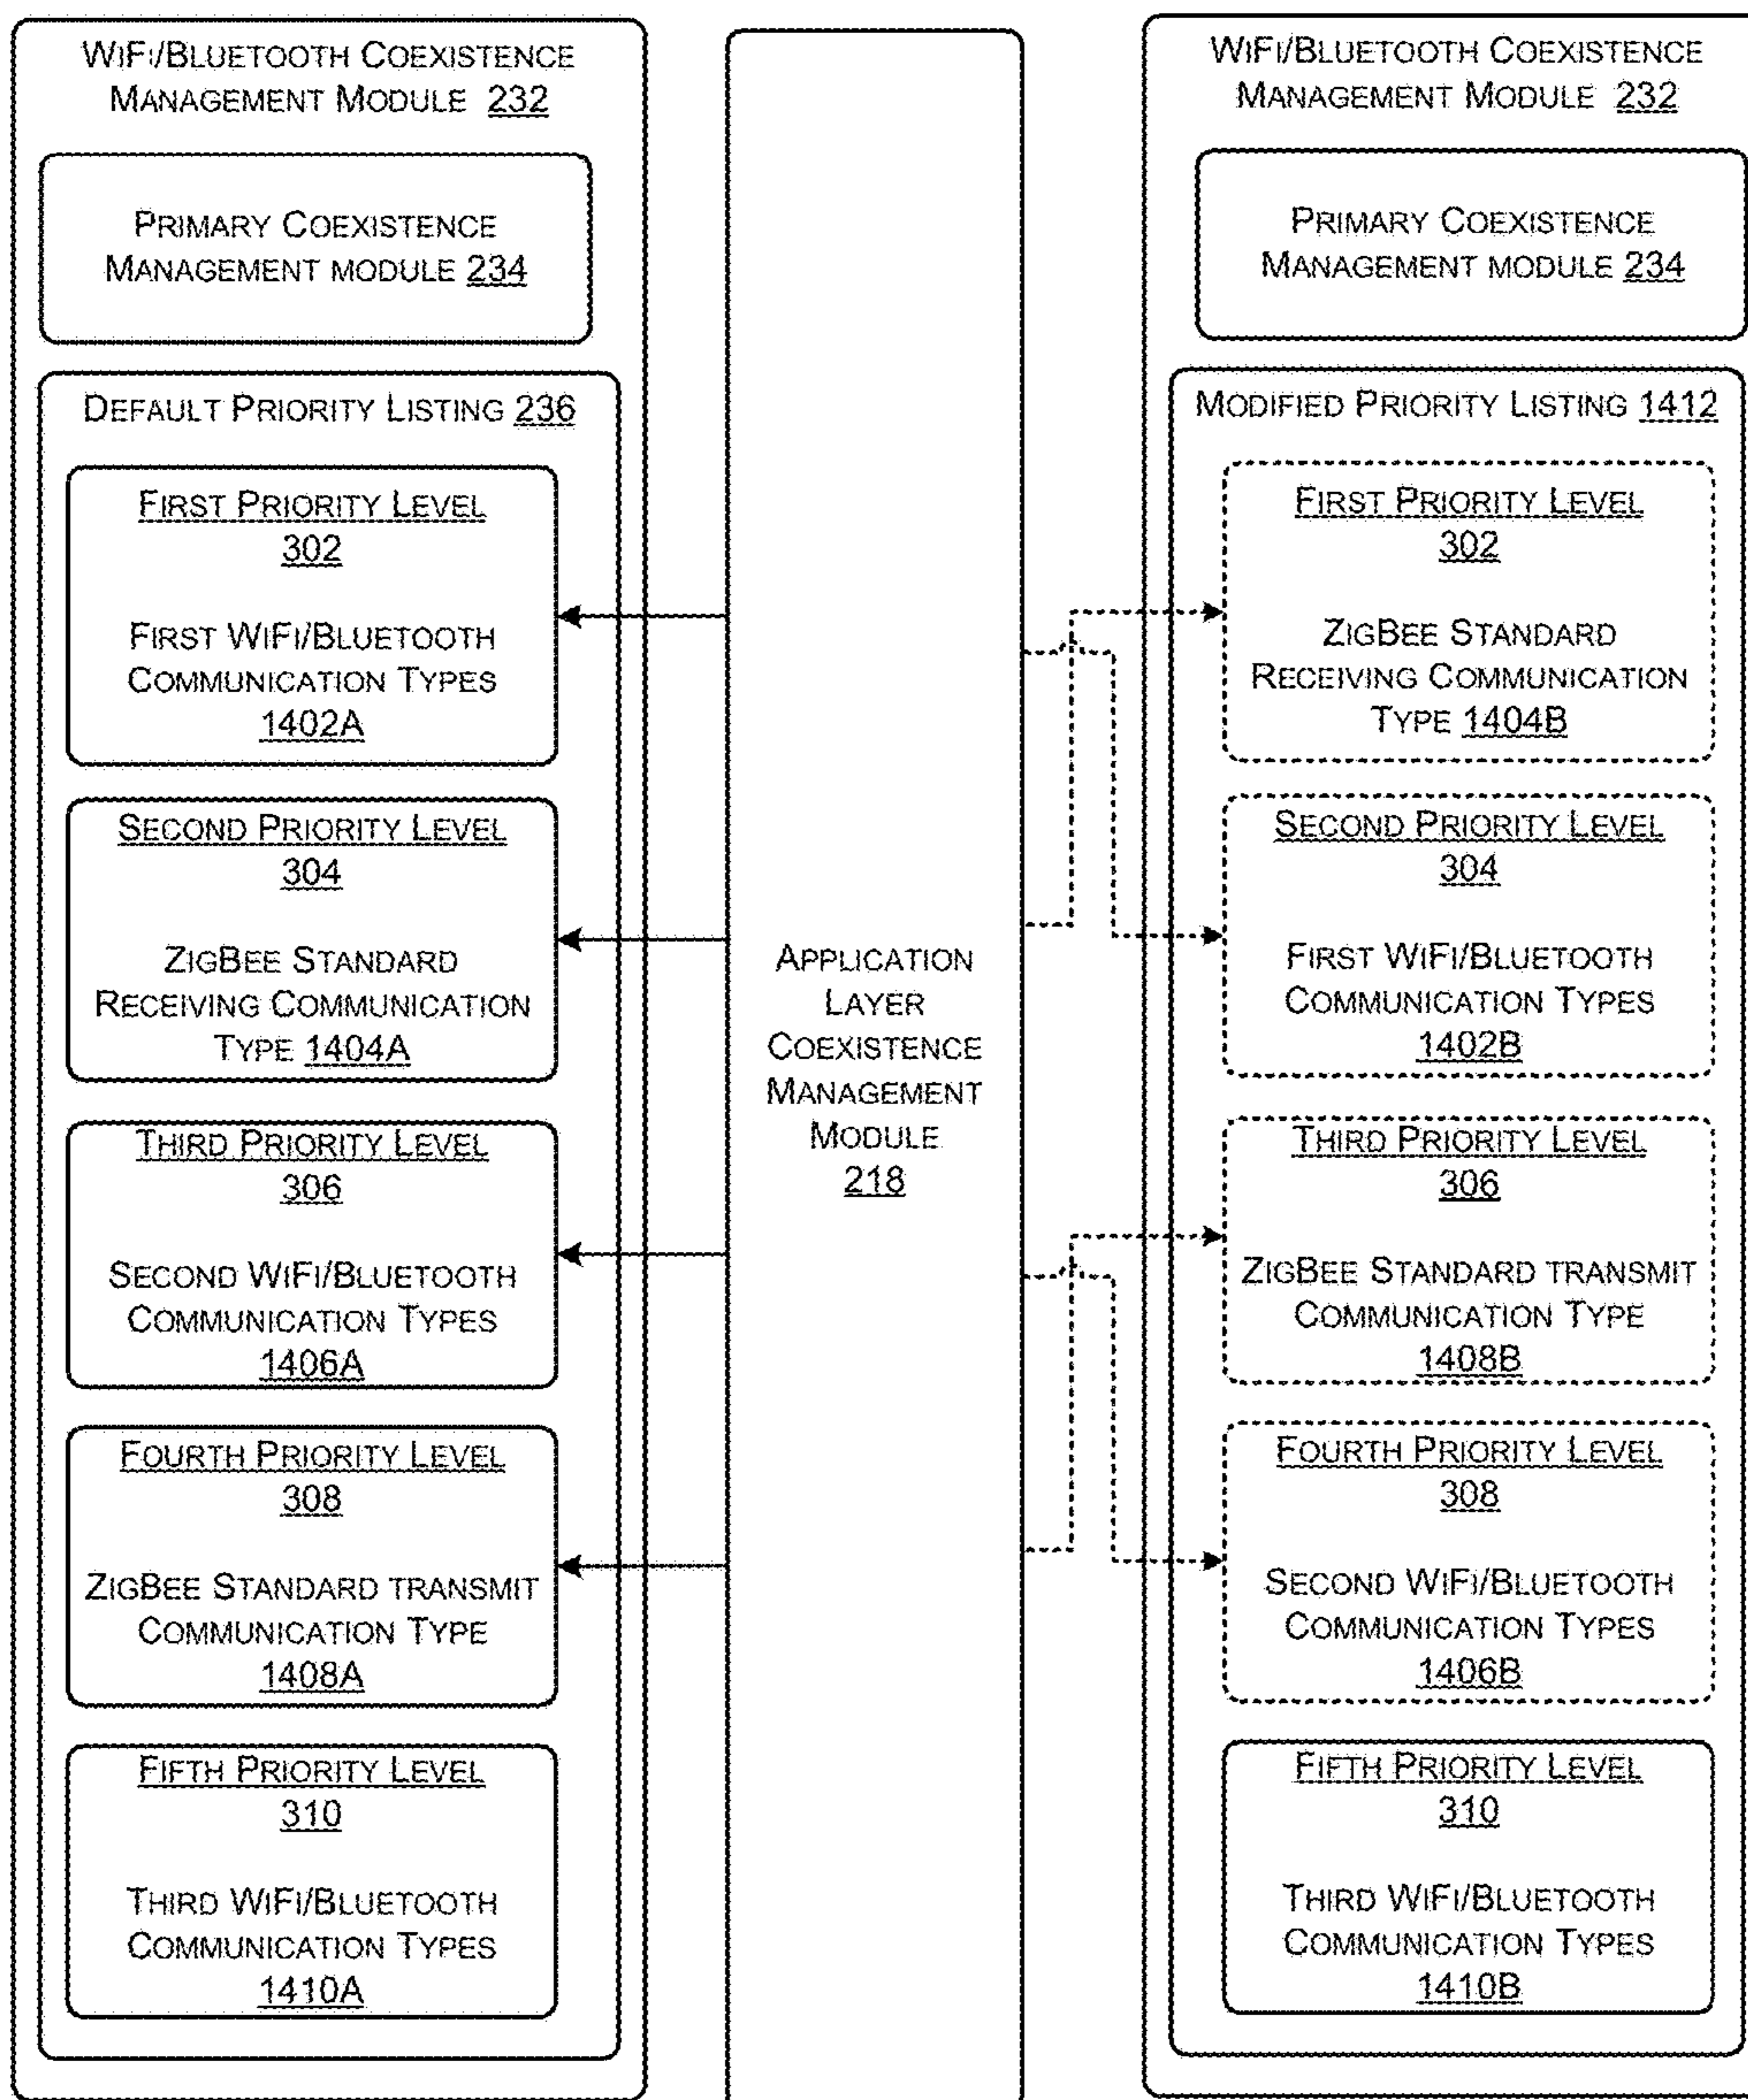 WIFI/BLUETOOTH COEXISTENCE
MANAGEMENT MODULE 232
PRIMARY COEXISTENCE
MANAGEMENT MODULE 234
DEFAULT PRIORITY LISTING 236
FIRST PRIORITY LEVEL
302
FIRST WIFI/BLUETOOTH
COMMUNICATION TYPES
1402A
SECOND PRIORITY LEVEL
304
ZIGBEE STANDARD
RECEIVING COMMUNICATION
TYPE 1404A
THIRD PRIORITY LEVEL
306
SECOND WIFI/BLUETOOTH
COMMUNICATION TYPES
1406A
FOURTH PRIORITY LEVEL
308
ZIGBEE STANDARD TRANSMIT
COMMUNICATION TYPE
1408A
FIFTH PRIORITY LEVEL
310
THIRD WIFI/BLUETOOTH
COMMUNICATION TYPES
1410A
APPLICATION
LAYER
COEXISTENCE
MANAGEMENT
MODULE
218
WIFI/BLUETOOTH COEXISTENCE
MANAGEMENT MODULE 232
PRIMARY COEXISTENCE
MANAGEMENT MODULE 234
MODIFIED PRIORITY LISTING 1412
FIRST PRIORITY LEVEL
302
ZIGBEE STANDARD
RECEIVING COMMUNICATION
TYPE 1404B
SECOND PRIORITY LEVEL
304
FIRST WIFI/BLUETOOTH
COMMUNICATION TYPES
1402B
THIRD PRIORITY LEVEL
306
ZIGBEE STANDARD TRANSMIT
COMMUNICATION TYPE
1408B
FOURTH PRIORITY LEVEL
308
SECOND WIFI/BLUETOOTH
COMMUNICATION TYPES
1406B
FIFTH PRIORITY LEVEL
310
THIRD WIFI/BLUETOOTH
COMMUNICATION TYPES
1410B